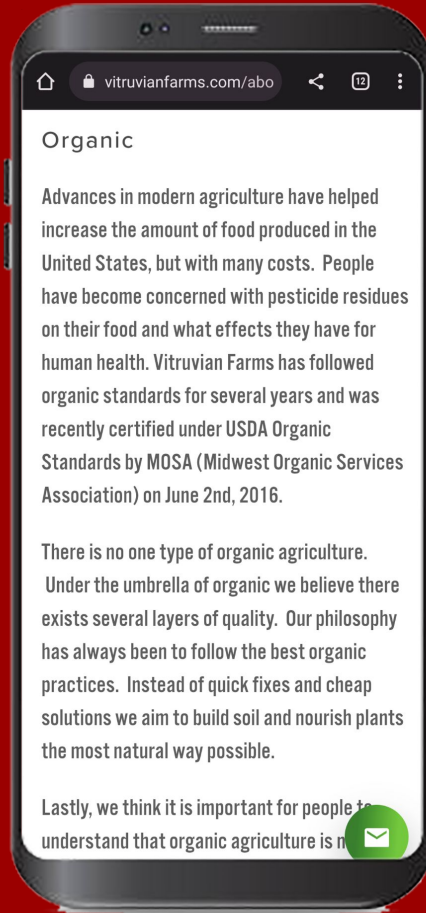 vitruvianfarms.com/abo
12
Organic
Advances in modern agriculture have helped
increase the amount of food produced in the
United States, but with many costs. People
have become concerned with pesticide residues
on their food and what effects they have for
human health. Vitruvian Farms has followed
organic standards for several years and was
recently certified under USDA Organic
Standards by MOSA (Midwest Organic Services
Association) on June 2nd, 2016.
There is no one type of organic agriculture.
Under the umbrella of organic we believe there
exists several layers of quality. Our philosophy
has always been to follow the best organic
practices. Instead of quick fixes and cheap
solutions we aim to build soil and nourish plants
the most natural way possible.
Lastly, we think it is important for people to
understand that organic agriculture is